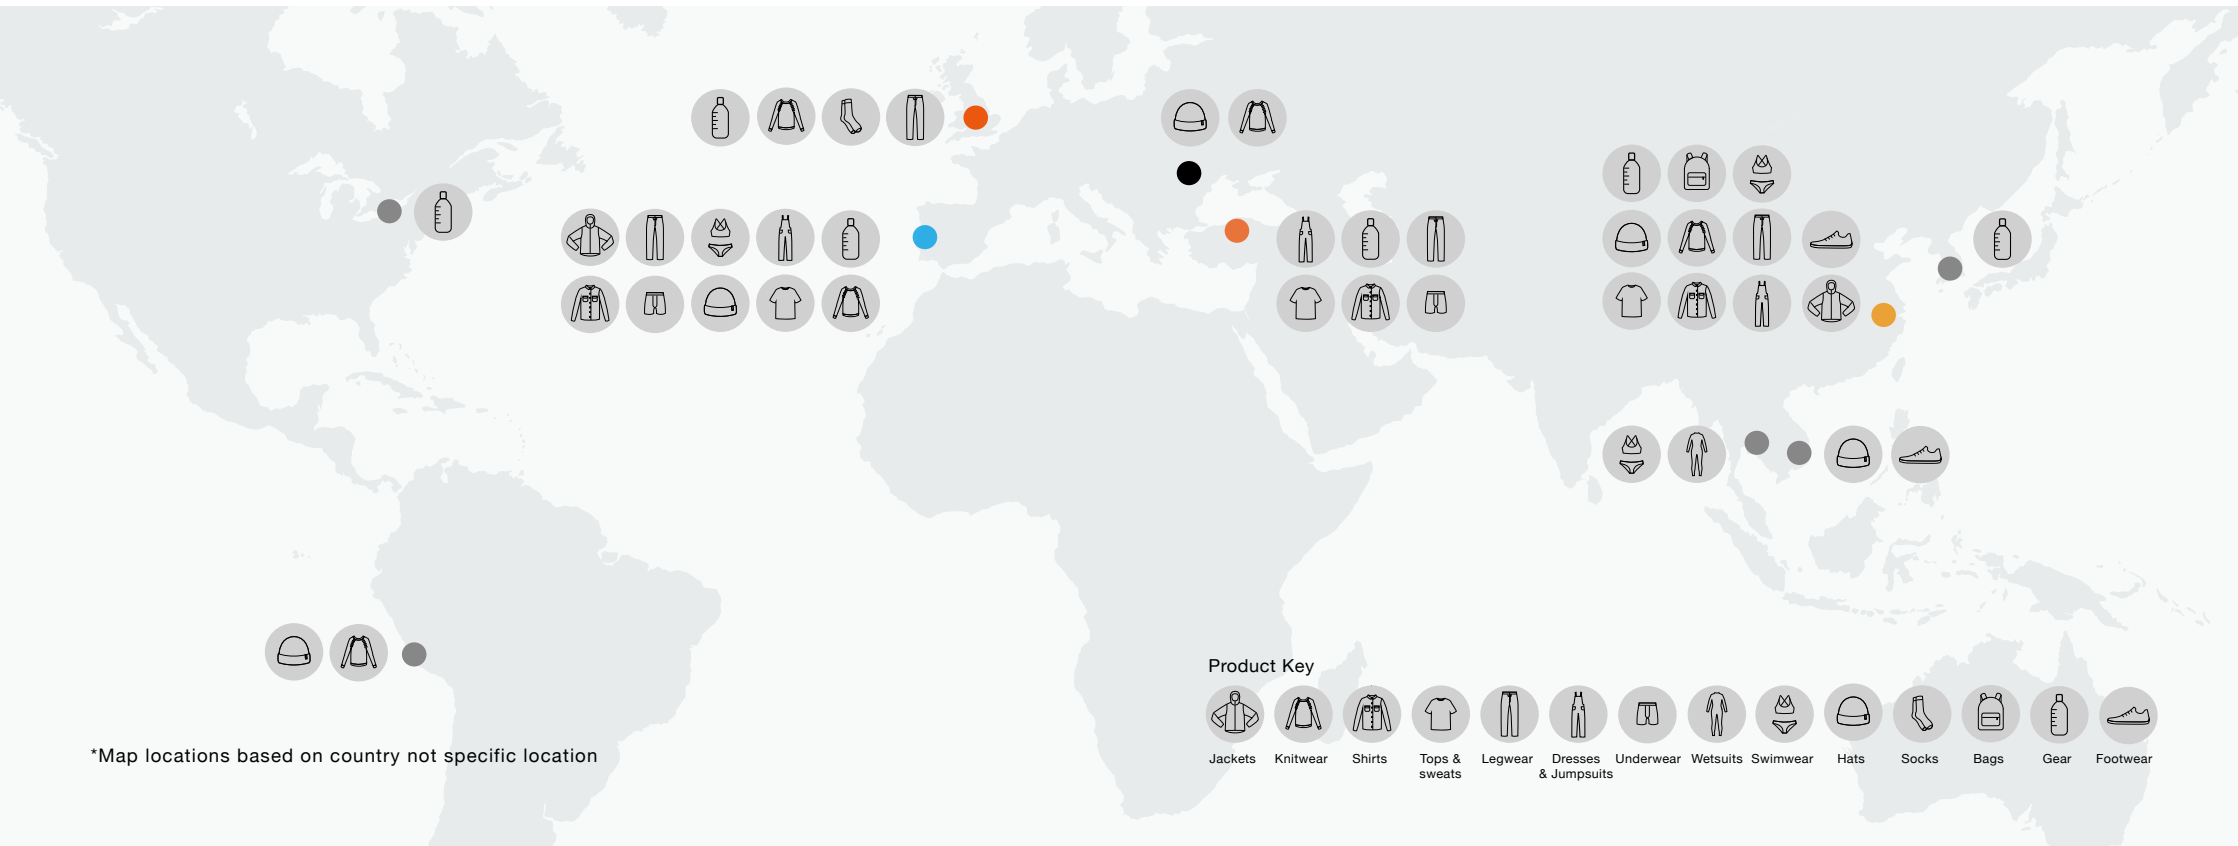 Product Key
Jackets Knitwear Shirts Tops & sweats Legwear Dresses & Jumpsuits Underwear Wetsuits Swimwear Hats Socks Bags Gear Footwear
*Map locations based on country not specific location